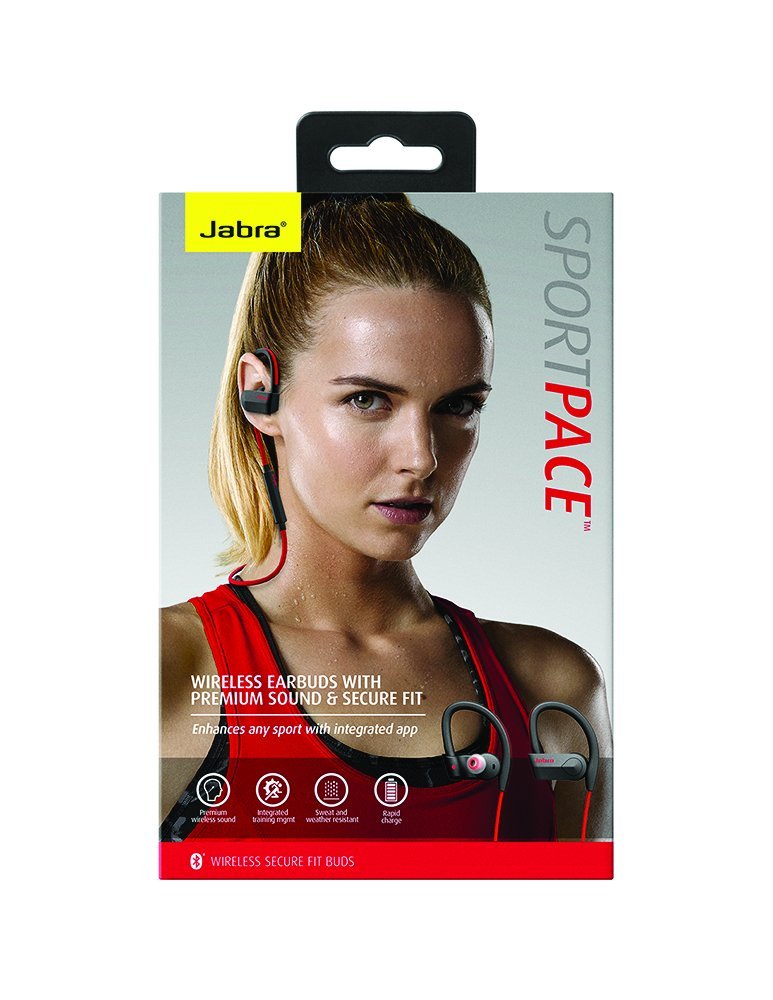 Jabra®
SPORTPACE™
WIRELESS EARBUDS WITH
PREMIUM SOUND & SECURE FIT
Enhances any sport with integrated app
Premium
wireless sound
Integrated
training mgmt
Sweat and
weather resistant
Rapid
charge
Jabra
WIRELESS SECURE FIT BUDS